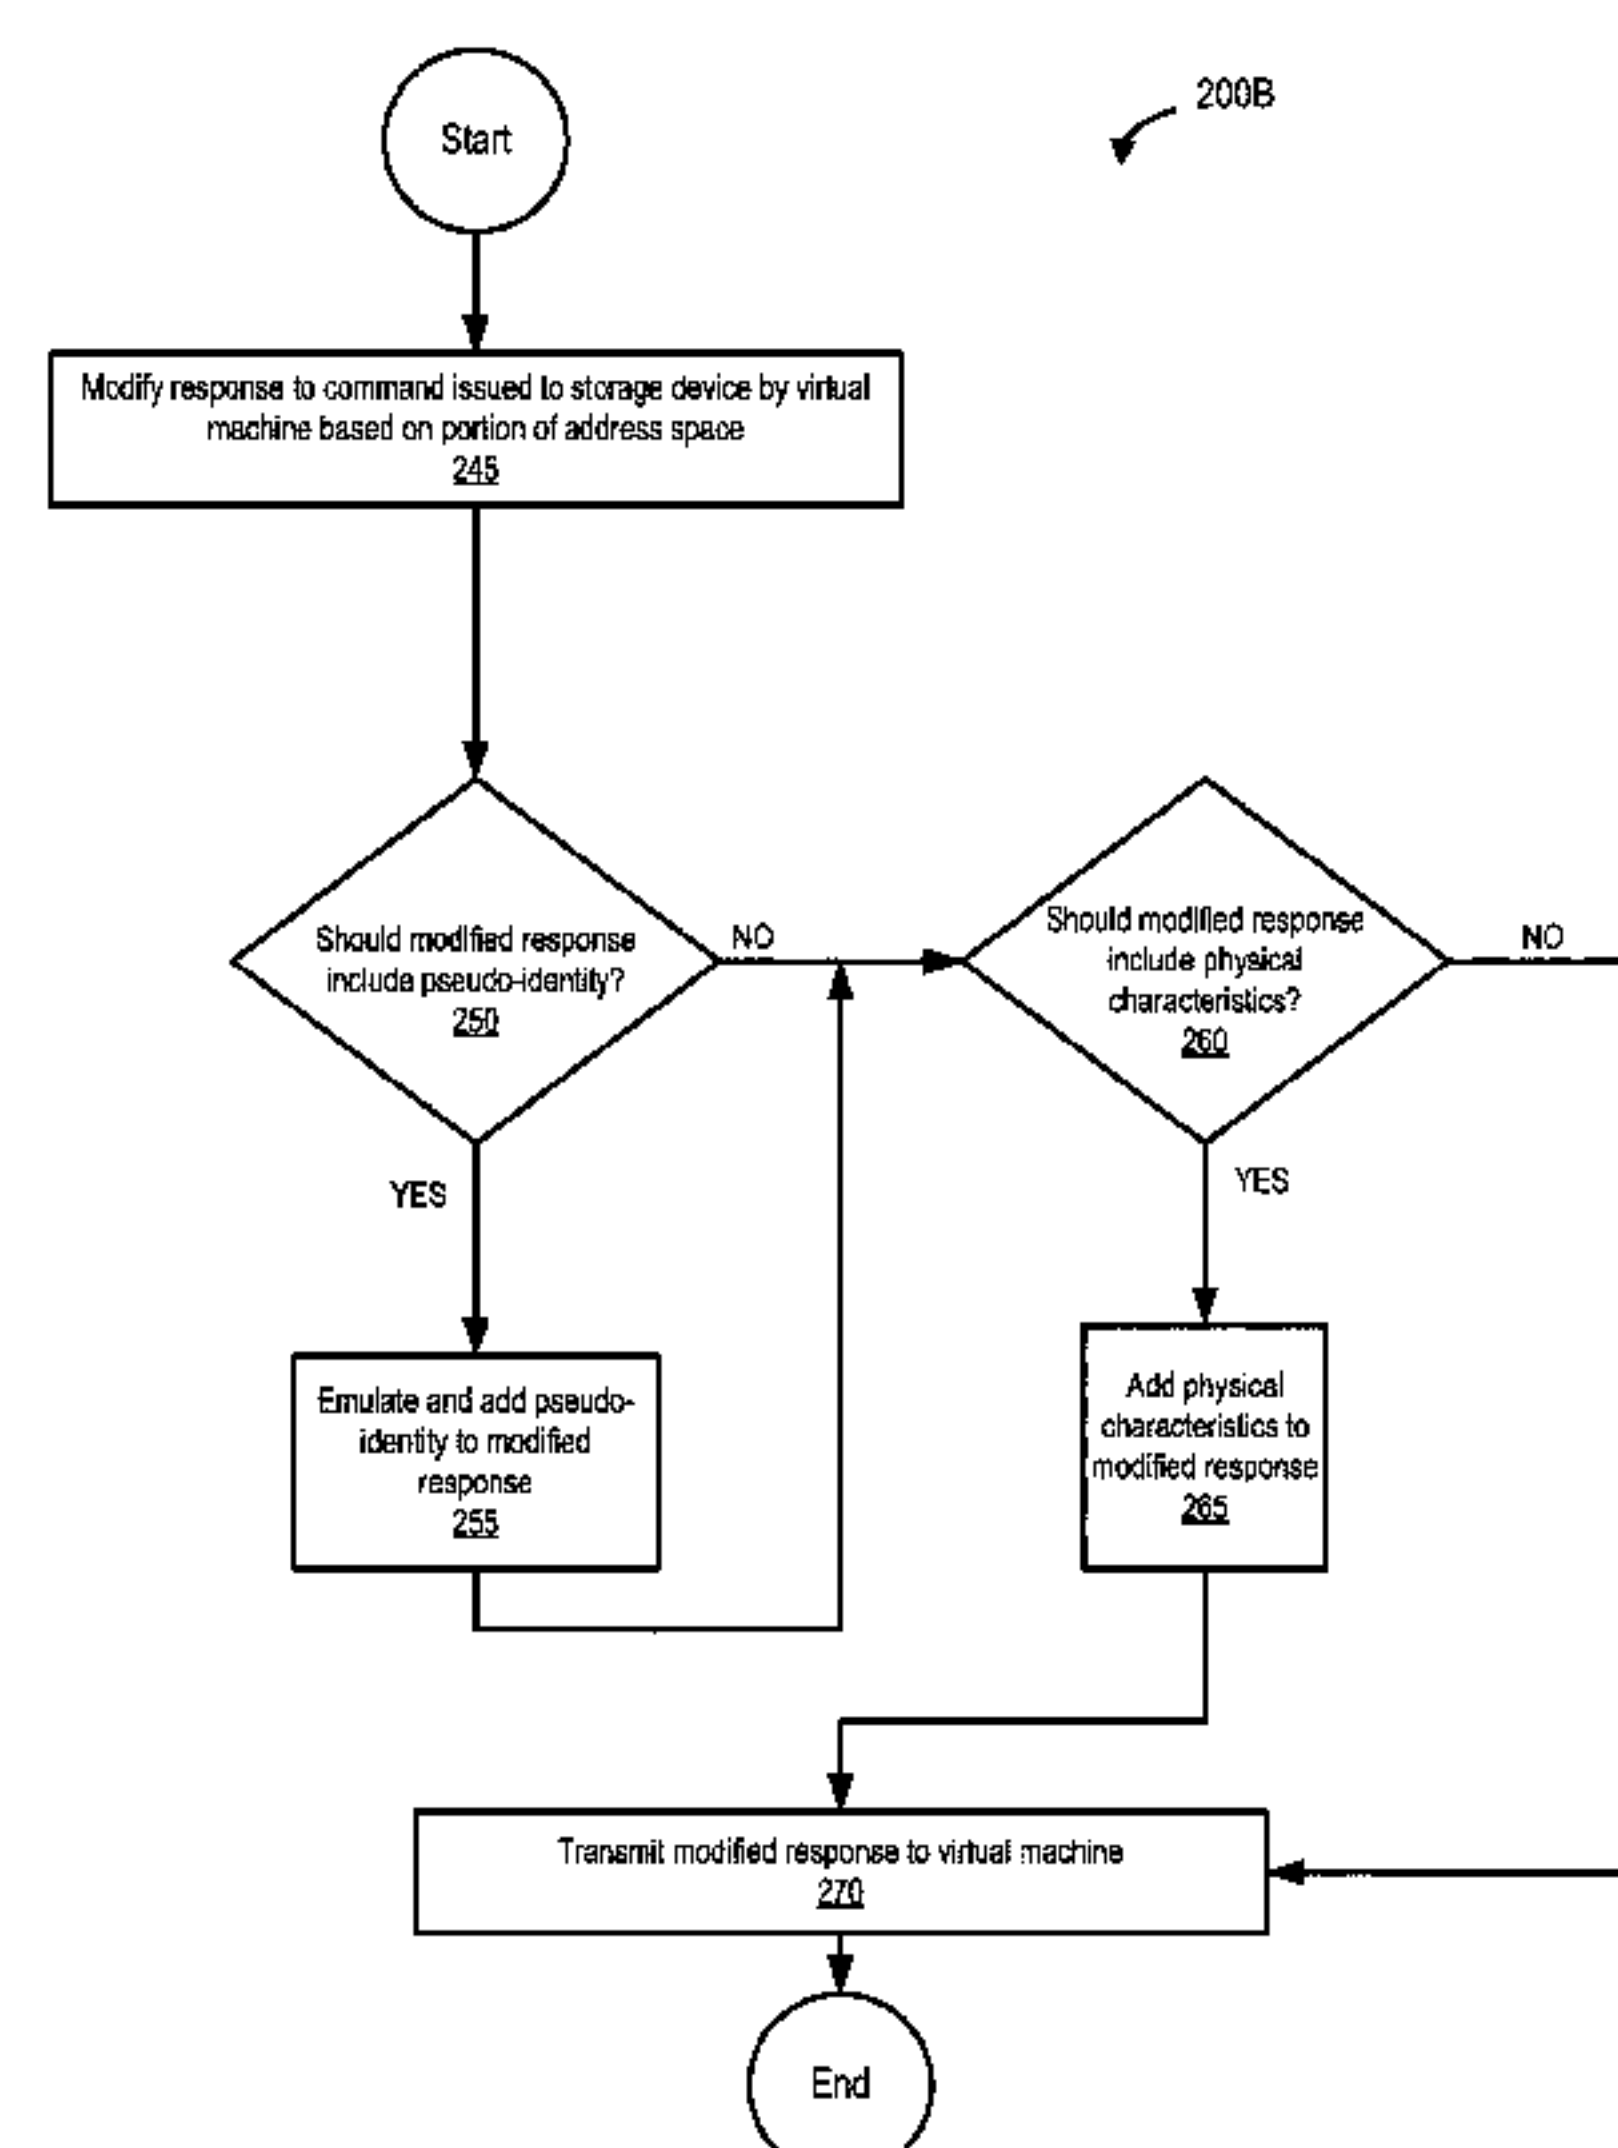 200B
Start
Modify response to command issued to storage device by virtual
machine based on portion of address space
245
Should modified response
include pseudo-identity?
250
NO
Should modified response
include physical
characteristics?
260
NO
YES
YES
Emulate and add pseudo-
identity to modified
response
255
Add physical
characteristics to
modified response
265
Transmit modified response to virtual machine
270
End